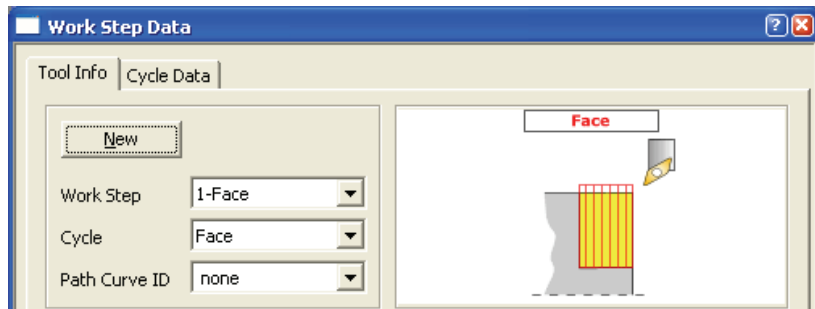 Work Step Data
Tool Info Cycle Data
New
Face
Work Step 1-Face
Cycle Face
Path Curve ID none